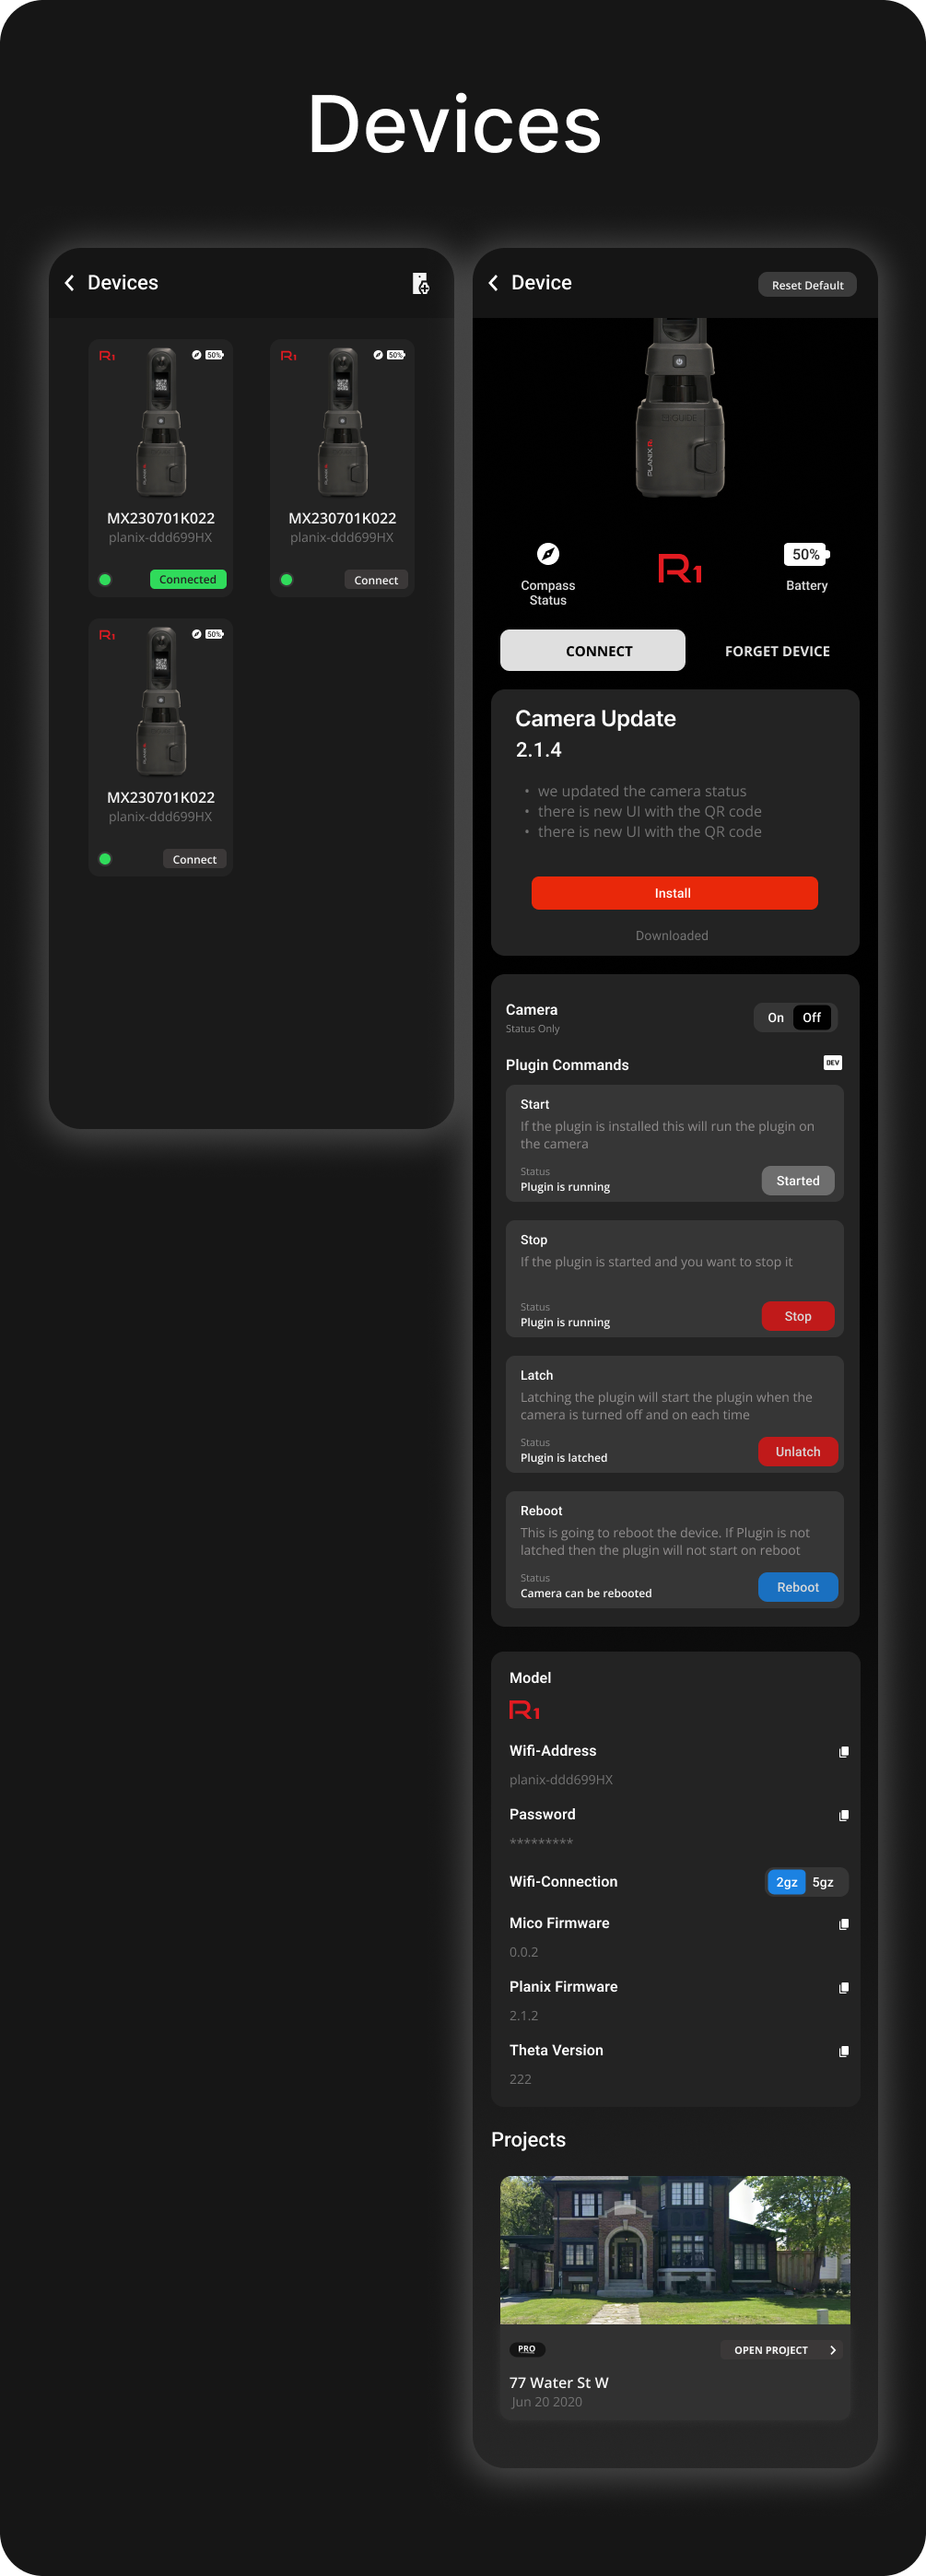 Devices
Devices
R1
50%
PLANIX
MX230701K022
planix-ddd699HX
Connected
R1
50%
PLANIX
MX230701K022
planix-ddd699HX
Connect
R1
50%
PLANIX
MX230701K022
planix-ddd699HX
Connect
Device
Reset Default
PLANIX
Compass
Status
R1
50%
Battery
CONNECT
FORGET DEVICE
Camera Update
2.1.4
• we updated the camera status
• there is new UI with the QR code
• there is new UI with the QR code
Install
Downloaded
Camera
Status Only
On Off
Plugin Commands
DEV
Start
If the plugin is installed this will run the plugin on
the camera
Status
Plugin is running
Started
Stop
If the plugin is started and you want to stop it
Status
Plugin is running
Stop
Latch
Latching the plugin will start the plugin when the
camera is turned off and on each time
Status
Plugin is latched
Unlatch
Reboot
This is going to reboot the device. If Plugin is not
latched then the plugin will not start on reboot
Status
Camera can be rebooted
Reboot
Model
R1
Wifi-Address
planix-ddd699HX
Password
*********
Wifi-Connection
2gz 5gz
Mico Firmware
0.0.2
Planix Firmware
2.1.2
Theta Version
222
Projects
PRO
OPEN PROJECT
77 Water St W
Jun 20 2020